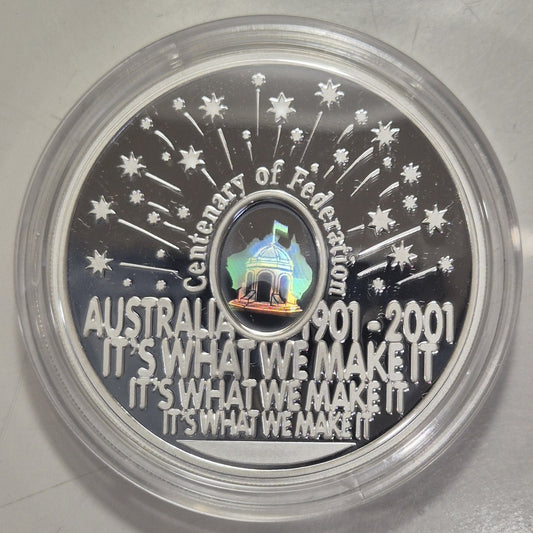 Centenary of Federation
AUSTRALIA 1901-2001
IT'S WHAT WE MAKE IT
IT'S WHAT WE MAKE IT
IT'S WHAT WE MAKE IT